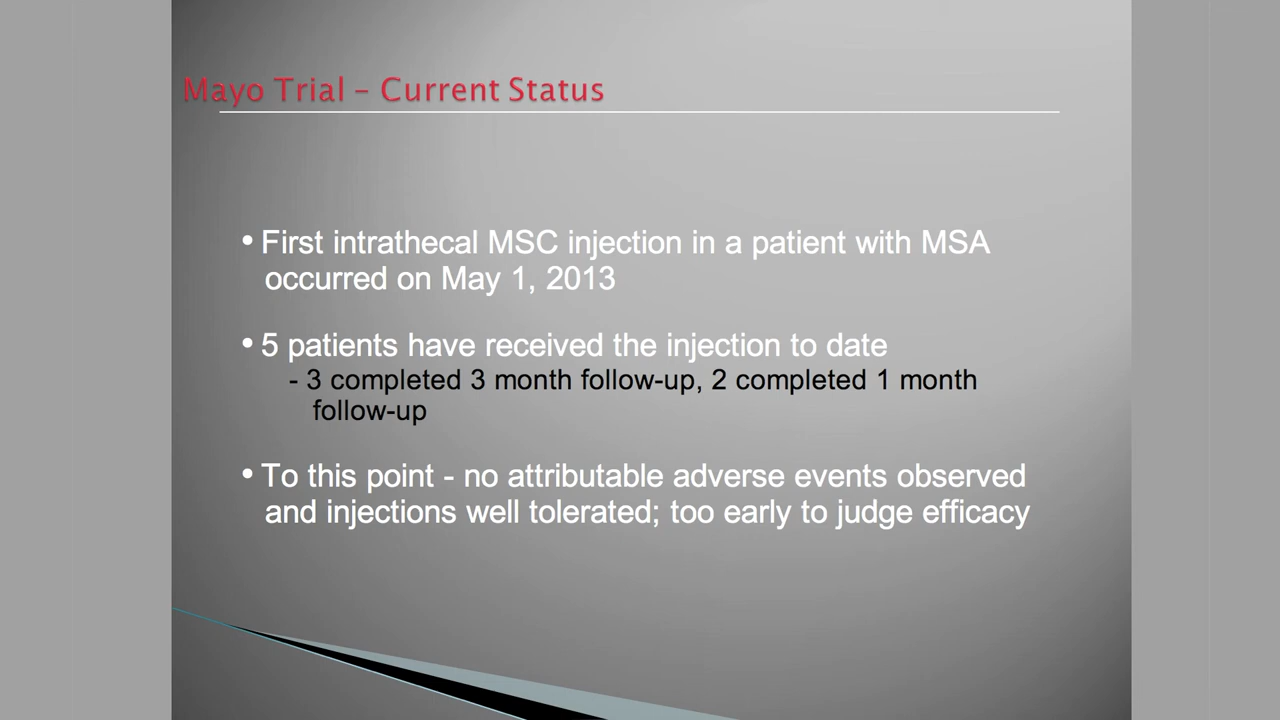 Mayo Trial – Current Status
• First intrathecal MSC injection in a patient with MSA
occurred on May 1, 2013
• 5 patients have received the injection to date
- 3 completed 3 month follow-up, 2 completed 1 month
follow-up
• To this point - no attributable adverse events observed
and injections well tolerated; too early to judge efficacy